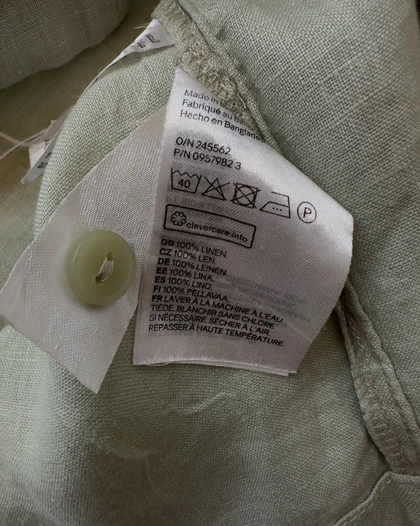 Made in
Fabriqué au
Hecho en Banglade
O/N 245562
P/N 0957982 3
40
P
clevercare.info
GB 100% LINEN.
CZ 100% LEN.
DE 100% LEINEN.
EE 100% LINA.
ES 100% LINO.
FI 100% PELLAVAA.
FR LAVER À LA MACHINE À L'EAU
TIÈDE. BLANCHIR SANS CHLORE
SI NÉCESSAIRE. SÉCHER À L'AIR.
REPASSER À HAUTE TEMPÉRATURE.